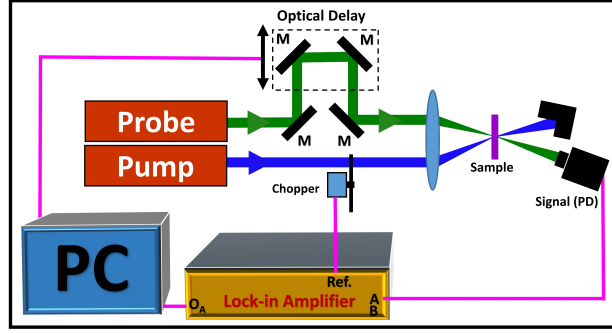 Optical Delay
M
M
Probe
M
M
Pump
Chopper
Sample
Signal (PD)
PC
Ref.
Lock-in Amplifier
OA
A
B